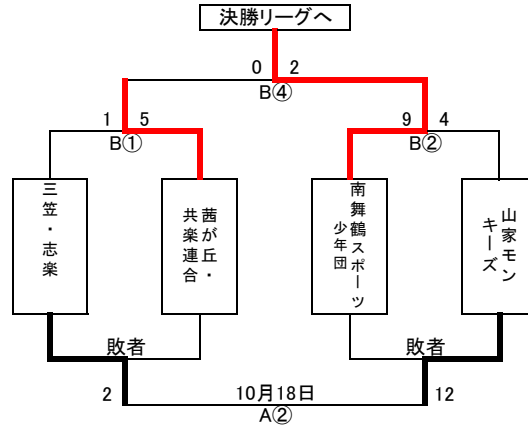 決勝リーグへ
0 2
B④
1 5
9 4
B①
B②
三笠・志楽
茜が丘・
共楽連合
南舞鶴スポーツ
少年団
山家モン
キーズ
敗者
敗者
2
10月18日
12
A②